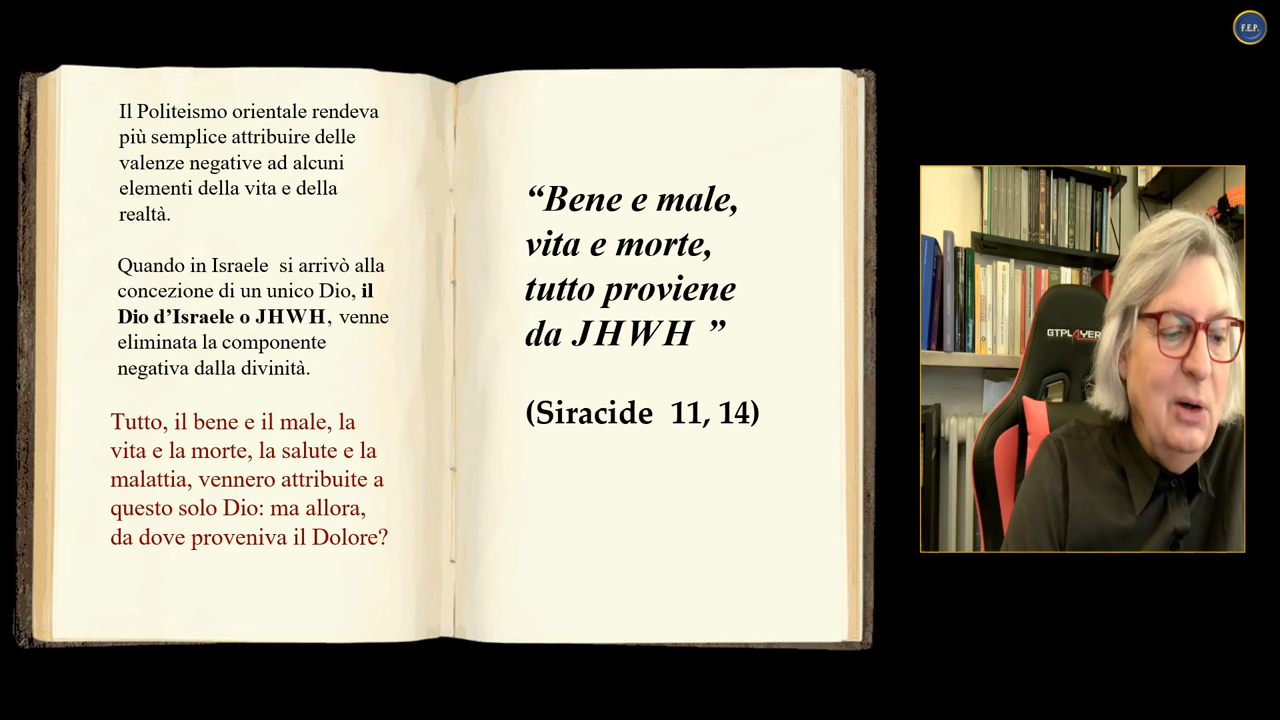 F.E.P.
Il Politeismo orientale rendeva
più semplice attribuire delle
valenze negative ad alcuni
elementi della vita e della
realtà.
Quando in Israele si arrivò alla
concezione di un unico Dio, il
Dio d’Israele o JHWH, venne
eliminata la componente
negativa dalla divinità.
Tutto, il bene e il male, la
vita e la morte, la salute e la
malattia, vennero attribuite a
questo solo Dio: ma allora,
da dove proveniva il Dolore?
“Bene e male,
vita e morte,
tutto proviene
da JHWH ”
(Siracide 11, 14)
GTPLAYER